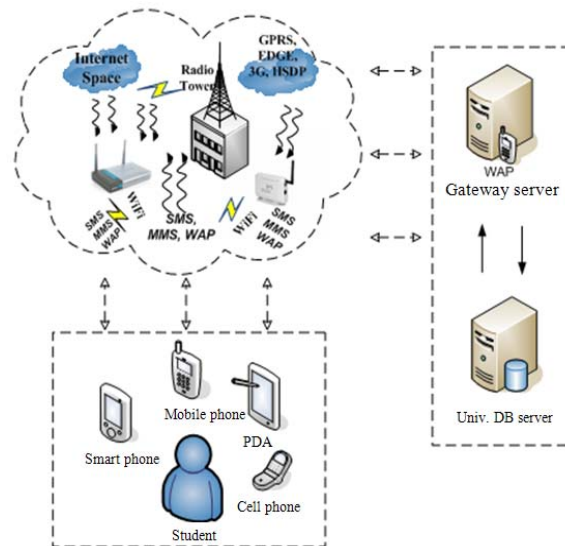 Internet
Space
Radio
Tower
GPRS,
EDGE,
3G, HSDP
WiFi
SMS
MMS
WAP
SMS,
MMS, WAP
WiFi
SMS
MMS
WAP
WAP
Gateway server
Univ. DB server
Mobile phone
Smart phone
PDA
Cell phone
Student